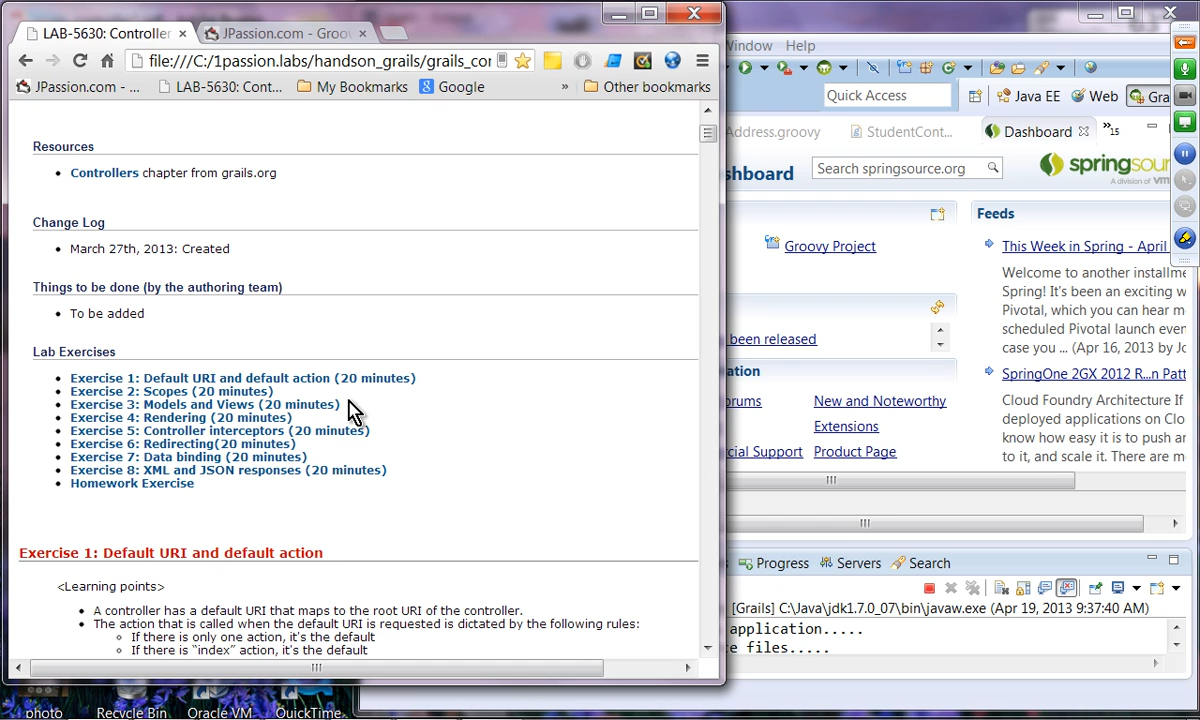 LAB-5630: Controller
JPassion.com - Groov
file:///C:/1passion.labs/handson_grails/grails_con
JPassion.com - ...
LAB-5630: Cont...
My Bookmarks
Google
»
Other bookmarks
Resources
Controllers chapter from grails.org
Change Log
March 27th, 2013: Created
Things to be done (by the authoring team)
To be added
Lab Exercises
Exercise 1: Default URI and default action (20 minutes)
Exercise 2: Scopes (20 minutes)
Exercise 3: Models and Views (20 minutes)
Exercise 4: Rendering (20 minutes)
Exercise 5: Controller interceptors (20 minutes)
Exercise 6: Redirecting(20 minutes)
Exercise 7: Data binding (20 minutes)
Exercise 8: XML and JSON responses (20 minutes)
Homework Exercise
Exercise 1: Default URI and default action
<Learning points>
A controller has a default URI that maps to the root URI of the controller.
The action that is called when the default URI is requested is dictated by the following rules:
If there is only one action, it's the default
If there is "index" action, it's the default
Window Help
Quick Access
Java EE
Web
Gra
Address.groovy
StudentCont...
Dashboard
»15
shboard
Search springsource.org
springsour
A division of vm
Groovy Project
Feeds
This Week in Spring - April
Welcome to another installme
Spring! It's been an exciting w
Pivotal, which you can hear m
scheduled Pivotal launch even
case you ... (Apr 16, 2013 by Jo
been released
SpringOne 2GX 2012 R...n Patt
Cloud Foundry Architecture If
deployed applications on Clo
know how easy it is to push ar
to it, and scale it. There are m
ation
orums
New and Noteworthy
Extensions
rcial Support
Product Page
Progress
Servers
Search
[Grails] C:\Java\jdk1.7.0_07\bin\javaw.exe (Apr 19, 2013 9:37:40 AM)
application.....
e files.....
photo
Recycle Bin
Oracle VM
QuickTime